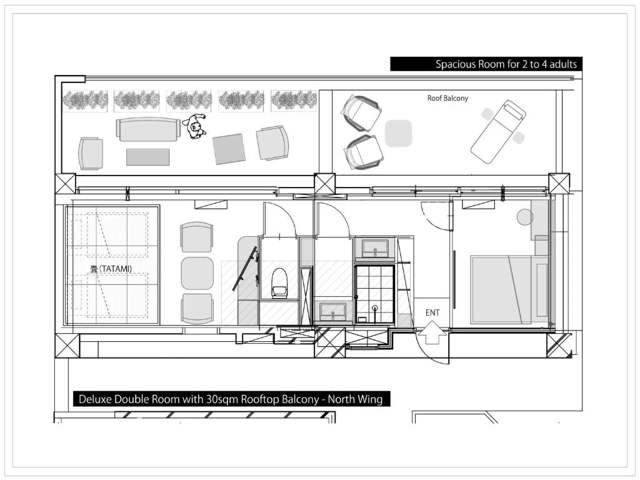 Spacious Room for 2 to 4 adults
Roof Balcony
畳 (TATAMI)
ENT
Deluxe Double Room with 30sqm Rooftop Balcony - North Wing